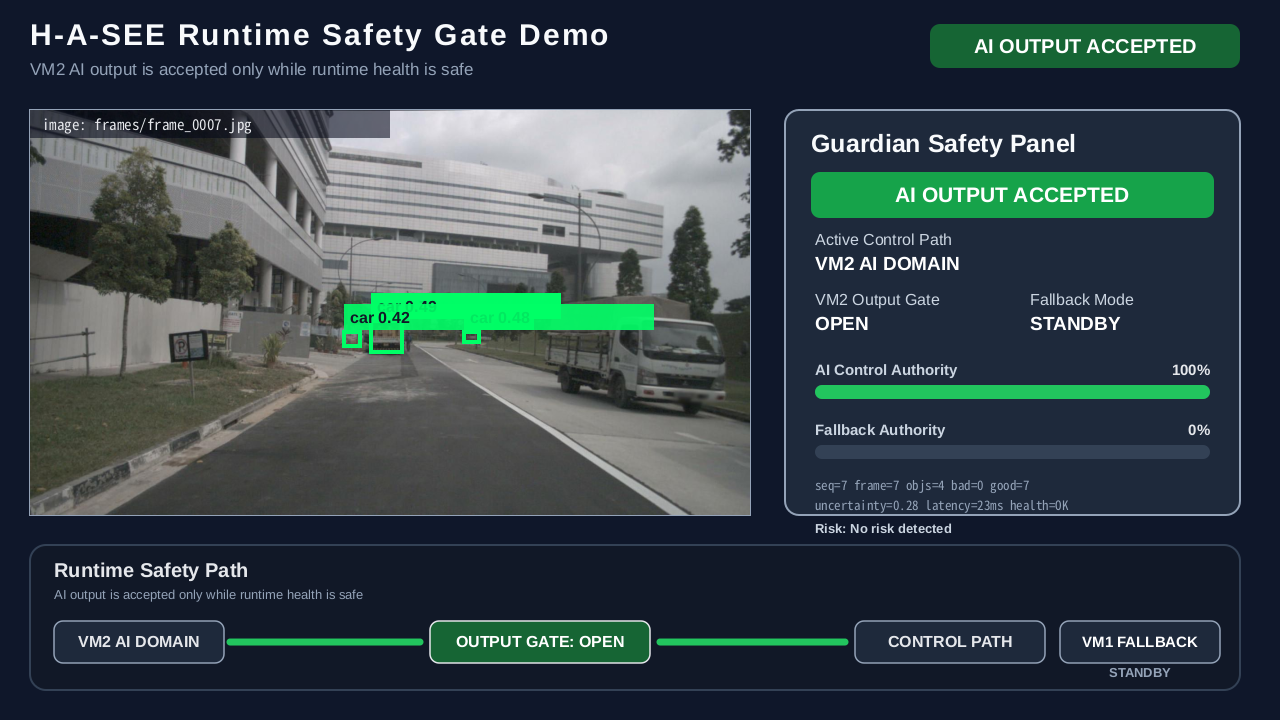 H-A-SEE Runtime Safety Gate Demo
VM2 AI output is accepted only while runtime health is safe
AI OUTPUT ACCEPTED
image: frames/frame_0007.jpg
car 0.49
car 0.42
car 0.48
Guardian Safety Panel
AI OUTPUT ACCEPTED
Active Control Path
VM2 AI DOMAIN
VM2 Output Gate
OPEN
Fallback Mode
STANDBY
AI Control Authority
100%
Fallback Authority
0%
seq=7 frame=7 objs=4 bad=0 good=7
uncertainty=0.28 latency=23ms health=OK
Risk: No risk detected
Runtime Safety Path
AI output is accepted only while runtime health is safe
VM2 AI DOMAIN
OUTPUT GATE: OPEN
CONTROL PATH
VM1 FALLBACK
STANDBY